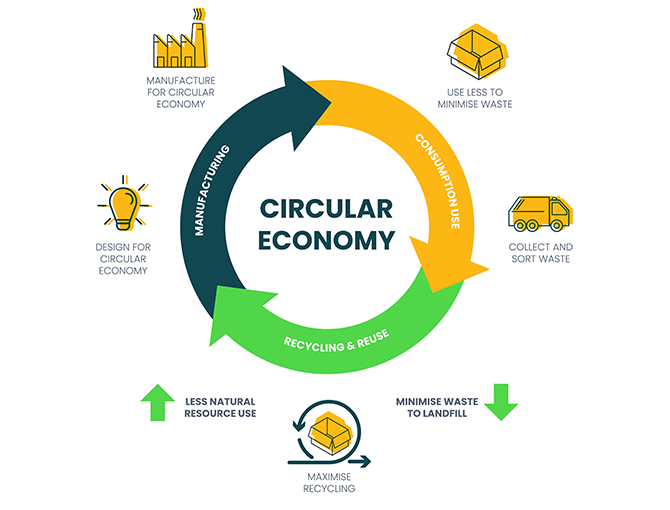 MANUFACTURE
FOR CIRCULAR
ECONOMY
USE LESS TO
MINIMISE WASTE
MANUFACTURING
CONSUMPTION USE
CIRCULAR
ECONOMY
DESIGN FOR
CIRCULAR
ECONOMY
COLLECT AND
SORT WASTE
RECYCLING & REUSE
LESS NATURAL
RESOURCE USE
MINIMISE WASTE
TO LANDFILL
MAXIMISE
RECYCLING